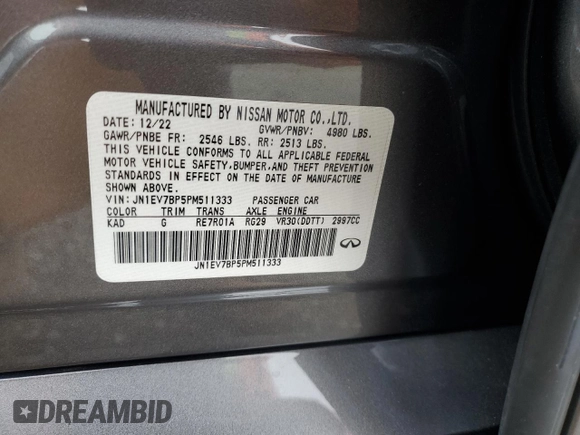 MANUFACTURED BY NISSAN MOTOR CO.,LTD.
DATE: 12/22 GVWR/PNBV: 4980 LBS.
GAWR/PNBE FR: 2546 LBS. RR: 2513 LBS.
THIS VEHICLE CONFORMS TO ALL APPLICABLE FEDERAL
MOTOR VEHICLE SAFETY,BUMPER,AND THEFT PREVENTION
STANDARDS IN EFFECT ON THE DATE OF MANUFACTURE
SHOWN ABOVE.
VIN: JN1EV7BP5PM511333 PASSENGER CAR
COLOR TRIM TRANS AXLE ENGINE
KAD G RE7R01A RG29 VR30(DDTT) 2997CC
JN1EV7BP5PM511333
DREAMBID